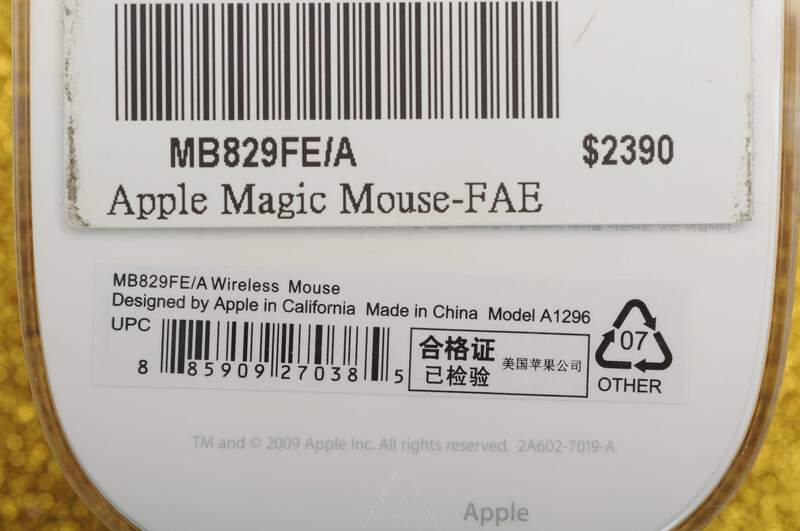 MB829FE/A $2390
Apple Magic Mouse-FAE
MB829FE/A Wireless Mouse
Designed by Apple in California Made in China Model A1296
UPC
8 85909 27038 5
合格证
已检验
美国苹果公司
07
OTHER
TM and © 2009 Apple Inc. All rights reserved. 2A602-7019-A
Apple